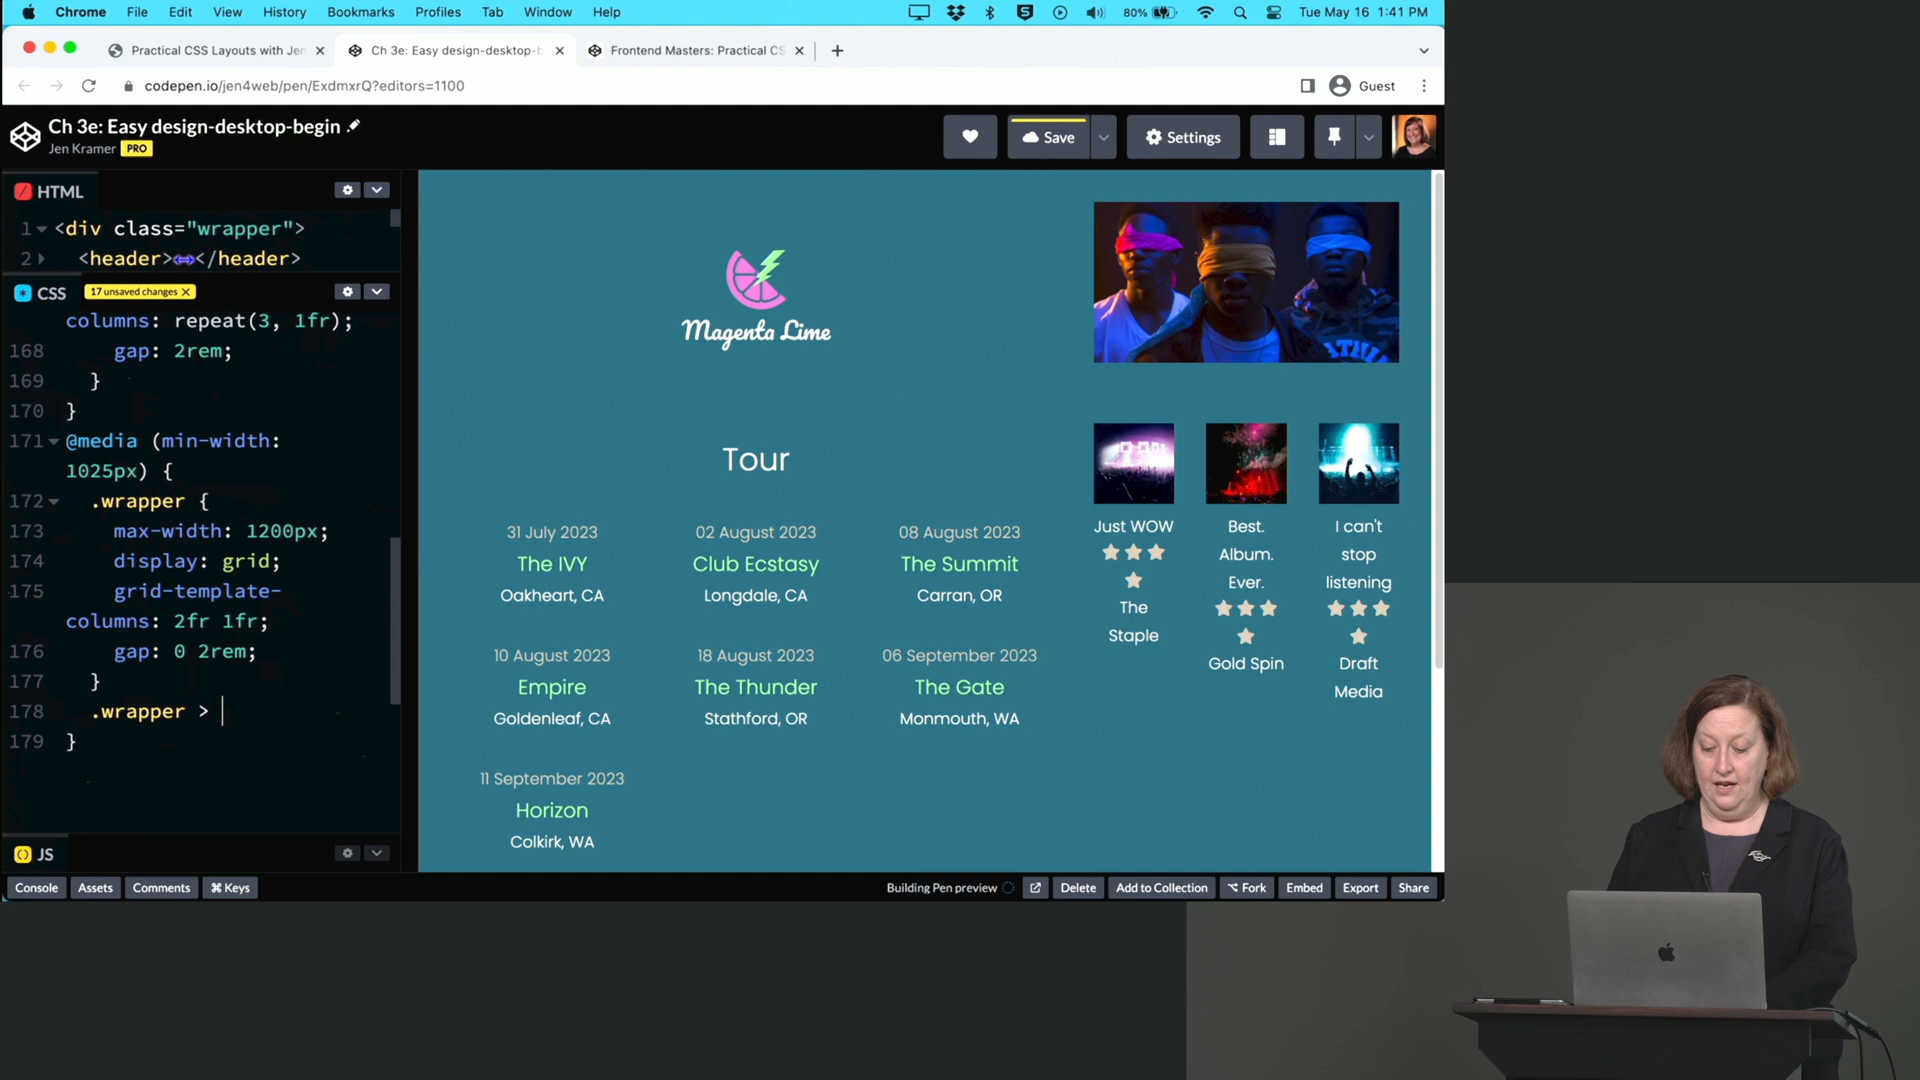 Chrome File Edit View History Bookmarks Profiles Tab Window Help 80% Tue May 16 1:41 PM
Practical CSS Layouts with Jen
Ch 3e: Easy design-desktop-b
Frontend Masters: Practical CS
codepen.io/jen4web/pen/ExdmxrQ?editors=1100
Guest
Ch 3e: Easy design-desktop-begin
Jen Kramer PRO
Save
Settings
HTML
1 <div class="wrapper">
2 <header></header>
CSS 17 unsaved changes
columns: repeat(3, 1fr);
168 gap: 2rem;
169 }
170 }
171 @media (min-width:
1025px) {
172 .wrapper {
173 max-width: 1200px;
174 display: grid;
175 grid-template-
columns: 2fr 1fr;
176 gap: 0 2rem;
177 }
178 .wrapper >
179 }
JS
Magenta Lime
Tour
31 July 2023
The IVY
Oakheart, CA
02 August 2023
Club Ecstasy
Longdale, CA
08 August 2023
The Summit
Carran, OR
10 August 2023
Empire
Goldenleaf, CA
18 August 2023
The Thunder
Stathford, OR
06 September 2023
The Gate
Monmouth, WA
11 September 2023
Horizon
Colkirk, WA
Just WOW
The
Staple
Best.
Album.
Ever.
Gold Spin
I can't
stop
listening
Draft
Media
Console Assets Comments ⌘ Keys
Building Pen preview
Delete Add to Collection Fork Embed Export Share